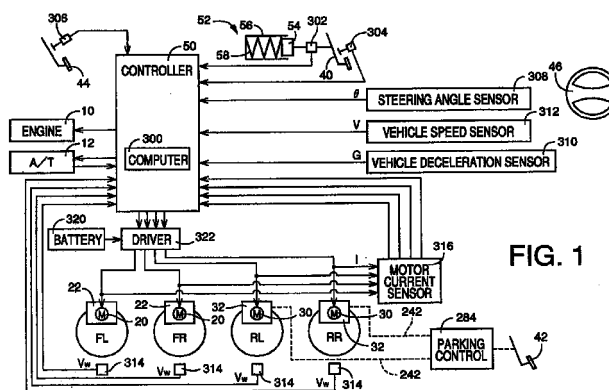 306
44
50
CONTROLLER
52
56
54
58
302
304
40
46
θ
STEERING ANGLE SENSOR
308
10
ENGINE
V
VEHICLE SPEED SENSOR
312
12
A/T
300
COMPUTER
G
VEHICLE DECELERATION SENSOR
310
320
BATTERY
DRIVER
322
I
316
MOTOR
CURRENT
SENSOR
FIG. 1
22
M
20
FL
22
M
20
FR
32
M
30
RL
M
30
32
RR
242
242
284
PARKING
CONTROL
42
Vw
314
Vw
314
Vw
314
Vw
314